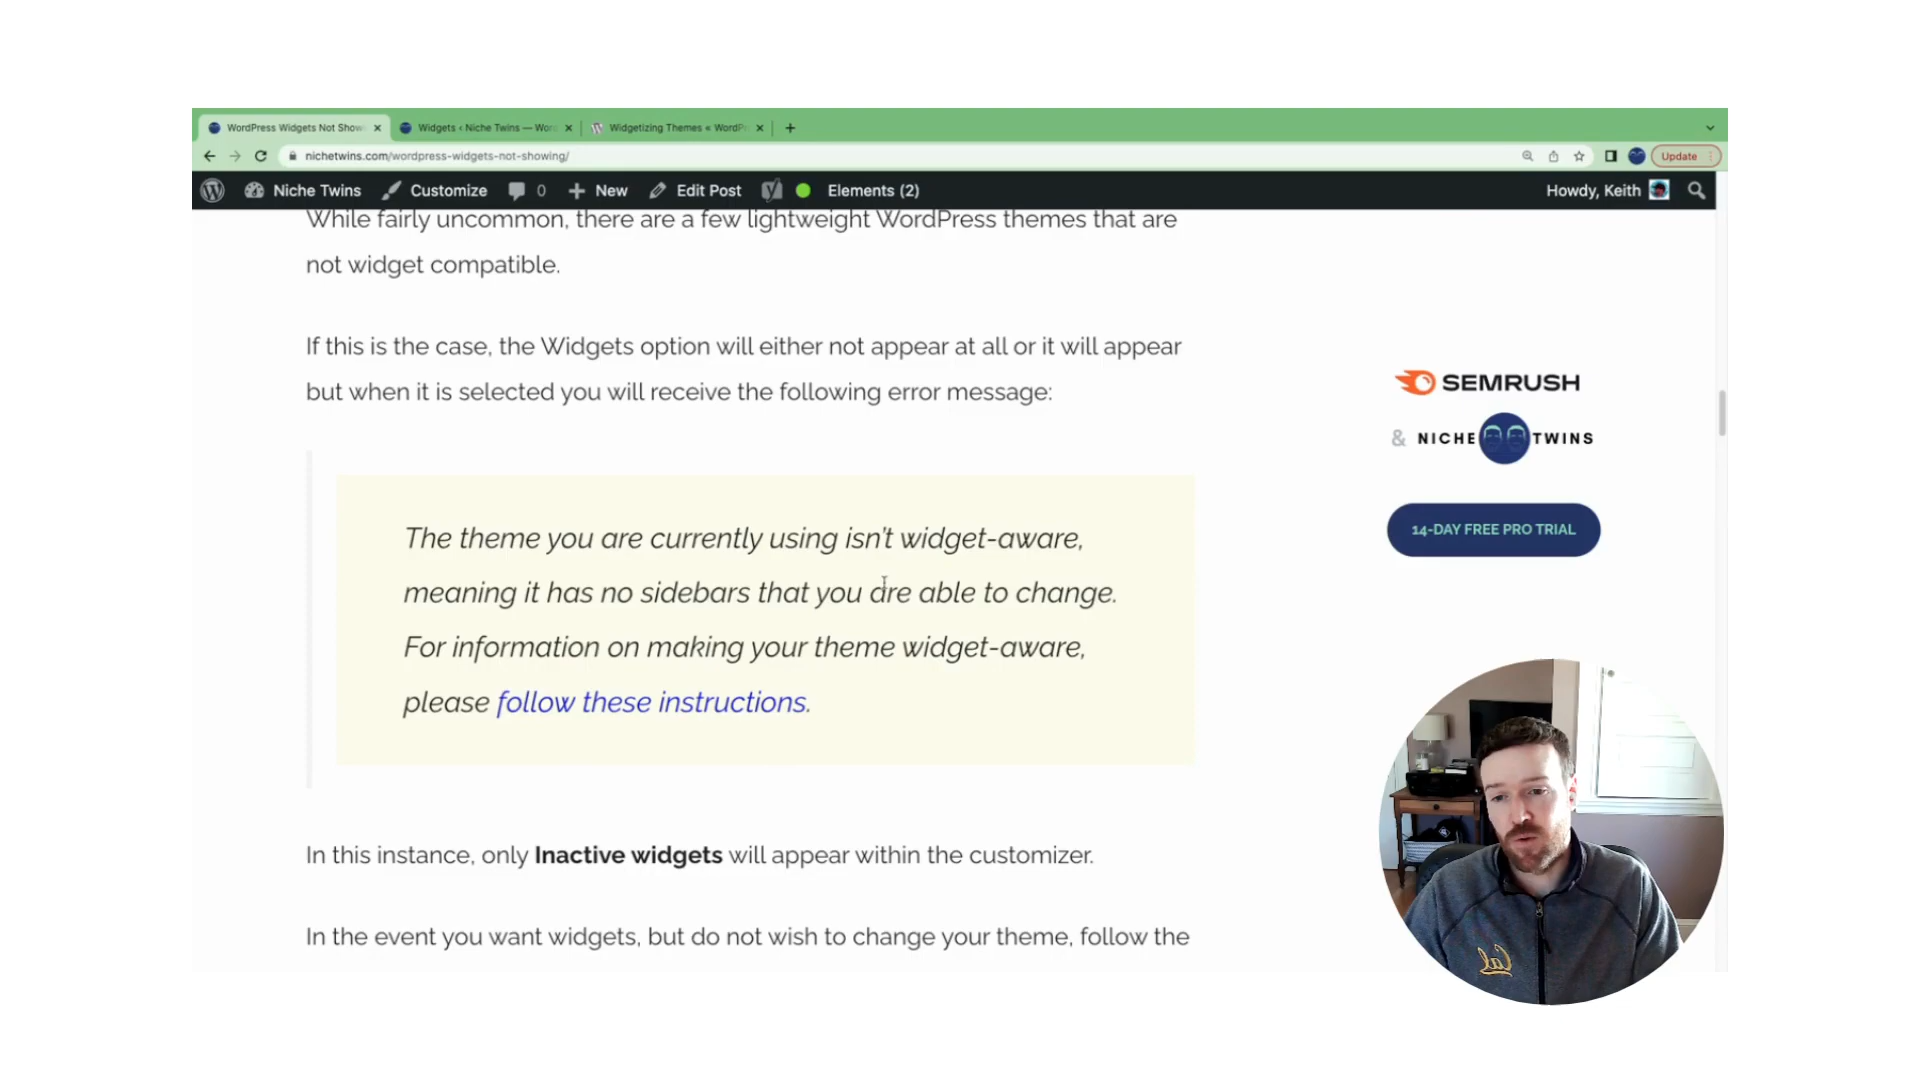 WordPress Widgets Not Show
Widgets ‹ Niche Twins — Wor
Widgetizing Themes « WordPr
nichetwins.com/wordpress-widgets-not-showing/
Update
Niche Twins
Customize
0
New
Edit Post
Elements (2)
Howdy, Keith
While fairly uncommon, there are a few lightweight WordPress themes that are
not widget compatible.
If this is the case, the Widgets option will either not appear at all or it will appear
but when it is selected you will receive the following error message:
The theme you are currently using isn't widget-aware,
meaning it has no sidebars that you are able to change.
For information on making your theme widget-aware,
please follow these instructions.
In this instance, only Inactive widgets will appear within the customizer.
In the event you want widgets, but do not wish to change your theme, follow the
SEMRUSH
& NICHE TWINS
14-DAY FREE PRO TRIAL